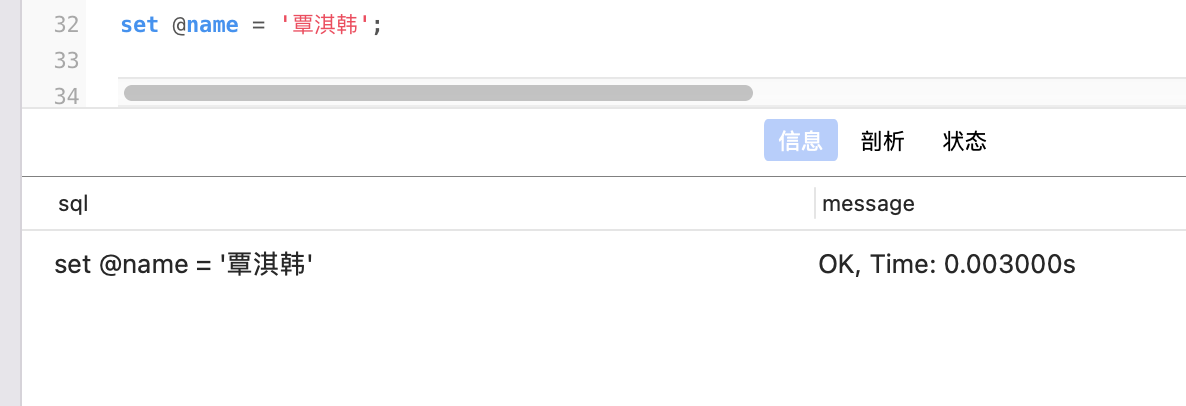 32 set @name = '覃淇韩';
33
34
信息 剖析 状态
sql message
set @name = '覃淇韩' OK, Time: 0.003000s